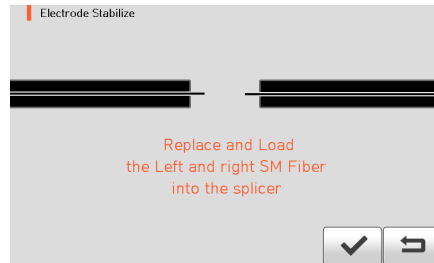 Electrode Stabilize
Replace and Load
the Left and right SM Fiber
into the splicer